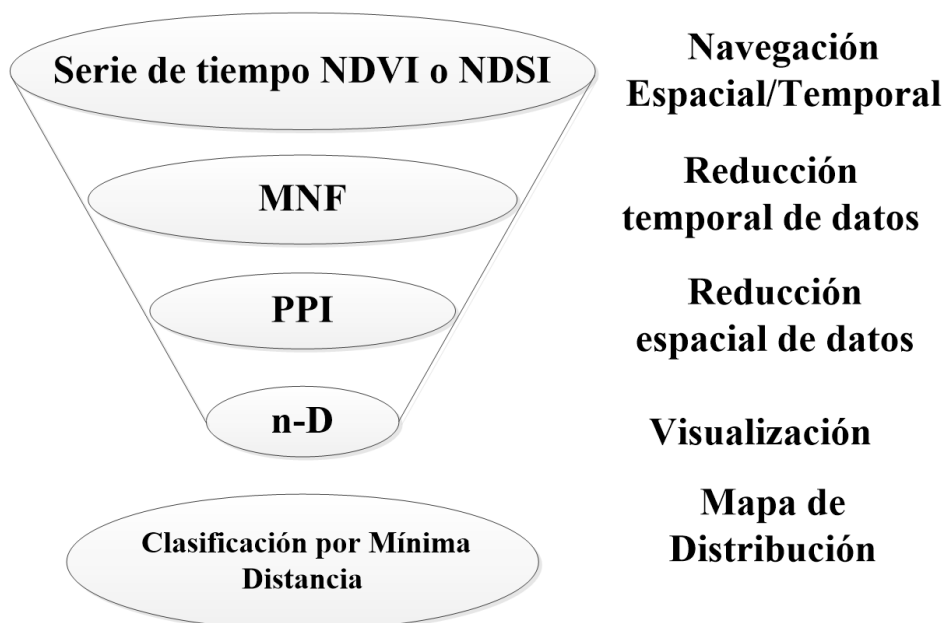 Serie de tiempo NDVI o NDSI
Navegación
Espacial/Temporal
MNF
Reducción
temporal de datos
PPI
Reducción
espacial de datos
n-D
Visualización
Clasificación por Mínima
Distancia
Mapa de
Distribución